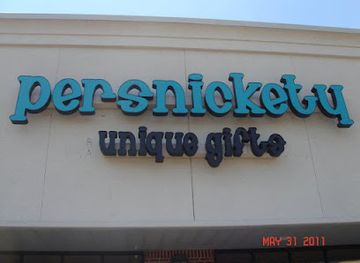 persnickety
unique gifts
MAY 31 2011